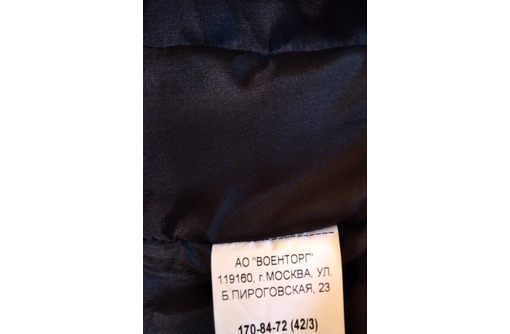 АО "ВОЕНТОРГ"
119160, г.МОСКВА, УЛ.
Б.ПИРОГОВСКАЯ, 23
170-84-72 (42/3)